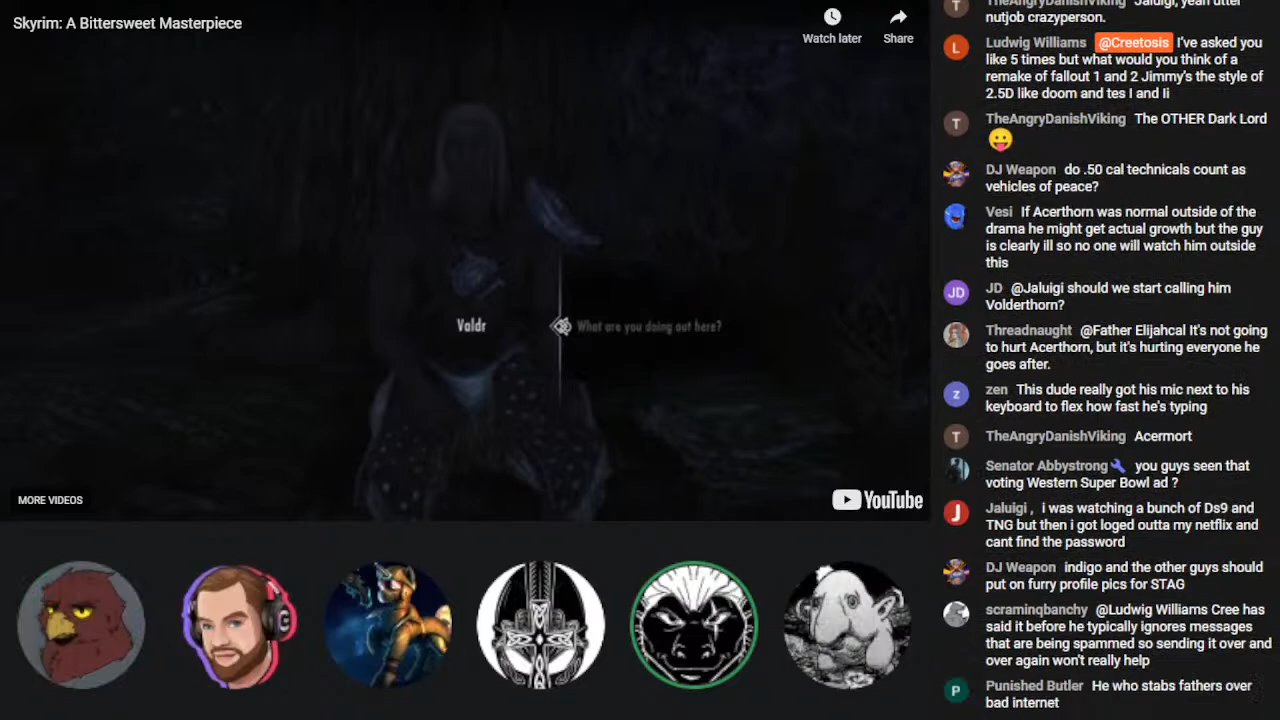 Skyrim: A Bittersweet Masterpiece
Watch later
Share
Valdr
What are you doing out here?
MORE VIDEOS
YouTube
T
TheAngryDanishViking Jaluigi, yeah utter
nutjob crazyperson.
L
Ludwig Williams @Creetosis I've asked you
like 5 times but what would you think of a
remake of fallout 1 and 2 Jimmy's the style of
2.5D like doom and tes I and Ii
T
TheAngryDanishViking The OTHER Dark Lord
😛
DJ Weapon do .50 cal technicals count as
vehicles of peace?
Vesi If Acerthorn was normal outside of the
drama he might get actual growth but the guy
is clearly ill so no one will watch him outside
this
JD
JD @Jaluigi should we start calling him
Volderthorn?
Threadnaught @Father Elijahcal It's not going
to hurt Acerthorn, but it's hurting everyone he
goes after.
z
zen This dude really got his mic next to his
keyboard to flex how fast he's typing
T
TheAngryDanishViking Acermort
Senator Abbystrong you guys seen that
voting Western Super Bowl ad ?
J
Jaluigi , i was watching a bunch of Ds9 and
TNG but then i got loged outta my netflix and
cant find the password
DJ Weapon indigo and the other guys should
put on furry profile pics for STAG
scraminqbanchy @Ludwig Williams Cree has
said it before he typically ignores messages
that are being spammed so sending it over and
over again won't really help
P
Punished Butler He who stabs fathers over
bad internet